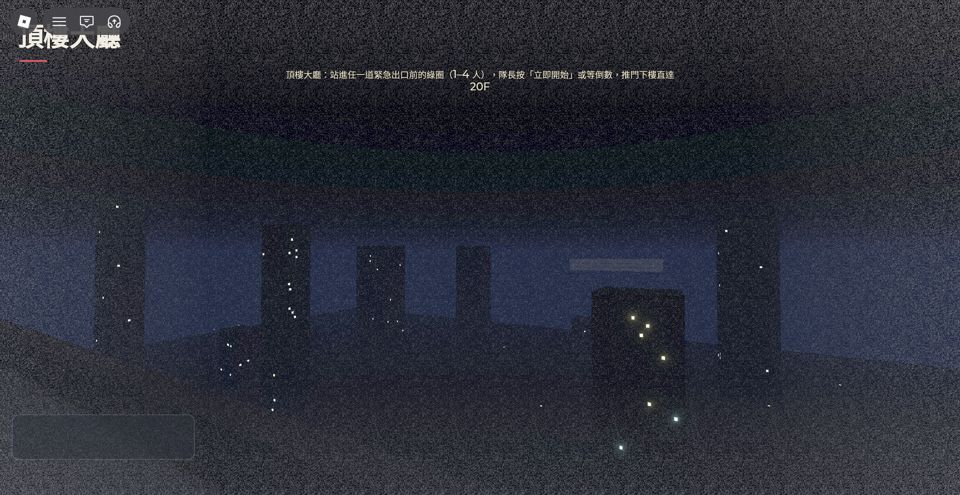 頂樓大廳
頂樓大廳：站進任一道緊急出口前的綠圈（1–4 人），隊長按「立即開始」或等倒數，推門下樓直達
20F